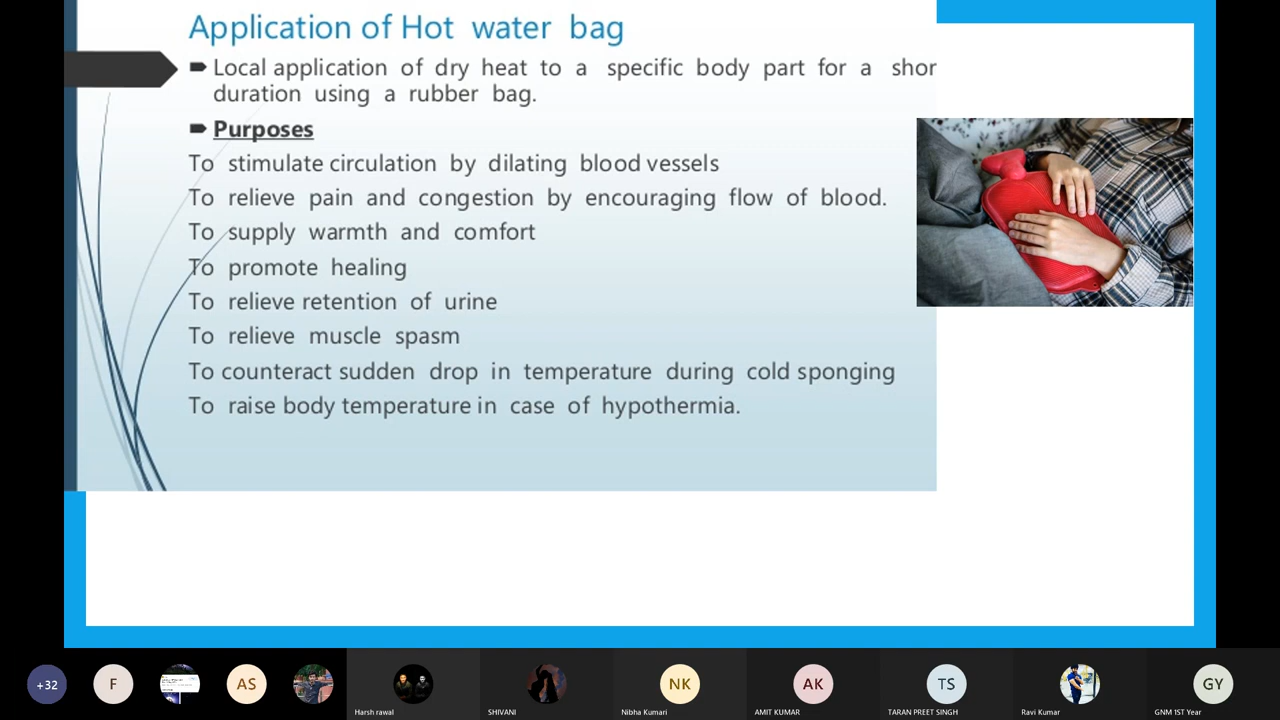 Application of Hot water bag
Local application of dry heat to a specific body part for a shor
duration using a rubber bag.
Purposes
To stimulate circulation by dilating blood vessels
To relieve pain and congestion by encouraging flow of blood.
To supply warmth and comfort
To promote healing
To relieve retention of urine
To relieve muscle spasm
To counteract sudden drop in temperature during cold sponging
To raise body temperature in case of hypothermia.
+32
F
AS
NK
AK
TS
GY
Harsh rawal
SHIVANI
Nibha Kumari
AMIT KUMAR
TARAN PREET SINGH
Ravi Kumar
GNM 1ST Year